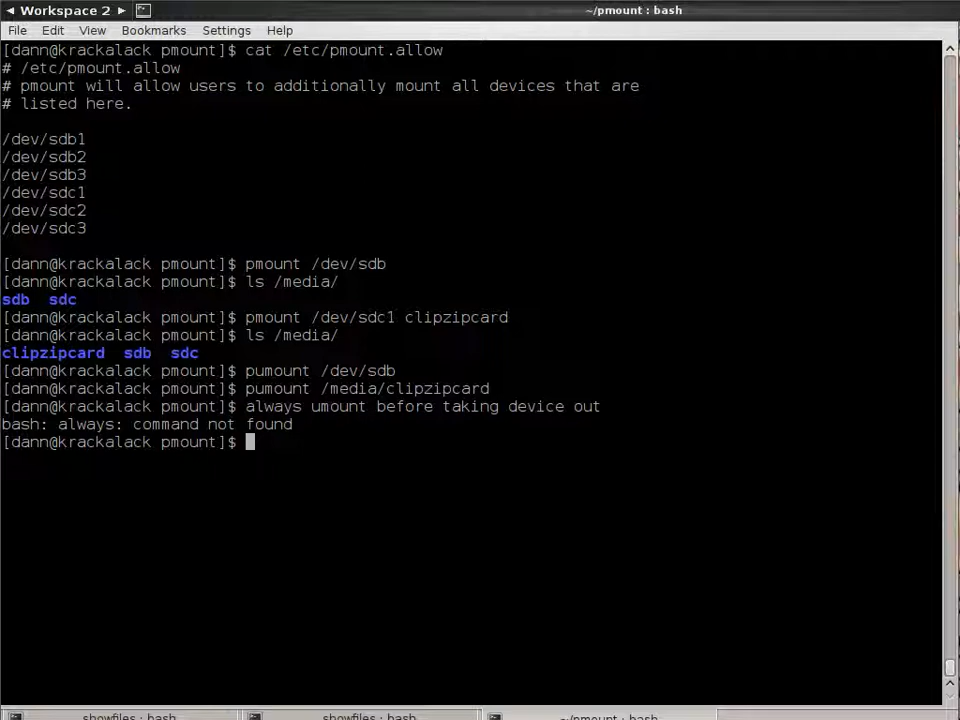 ◄ Workspace 2 ►
~/pmount : bash
File Edit View Bookmarks Settings Help
[dann@krackalack pmount]$ cat /etc/pmount.allow
# /etc/pmount.allow
# pmount will allow users to additionally mount all devices that are
# listed here.
/dev/sdb1
/dev/sdb2
/dev/sdb3
/dev/sdc1
/dev/sdc2
/dev/sdc3
[dann@krackalack pmount]$ pmount /dev/sdb
[dann@krackalack pmount]$ ls /media/
sdb  sdc
[dann@krackalack pmount]$ pmount /dev/sdc1 clipzipcard
[dann@krackalack pmount]$ ls /media/
clipzipcard  sdb  sdc
[dann@krackalack pmount]$ pumount /dev/sdb
[dann@krackalack pmount]$ pumount /media/clipzipcard
[dann@krackalack pmount]$ always umount before taking device out
bash: always: command not found
[dann@krackalack pmount]$
showfiles : bash showfiles : bash ~/pmount : bash